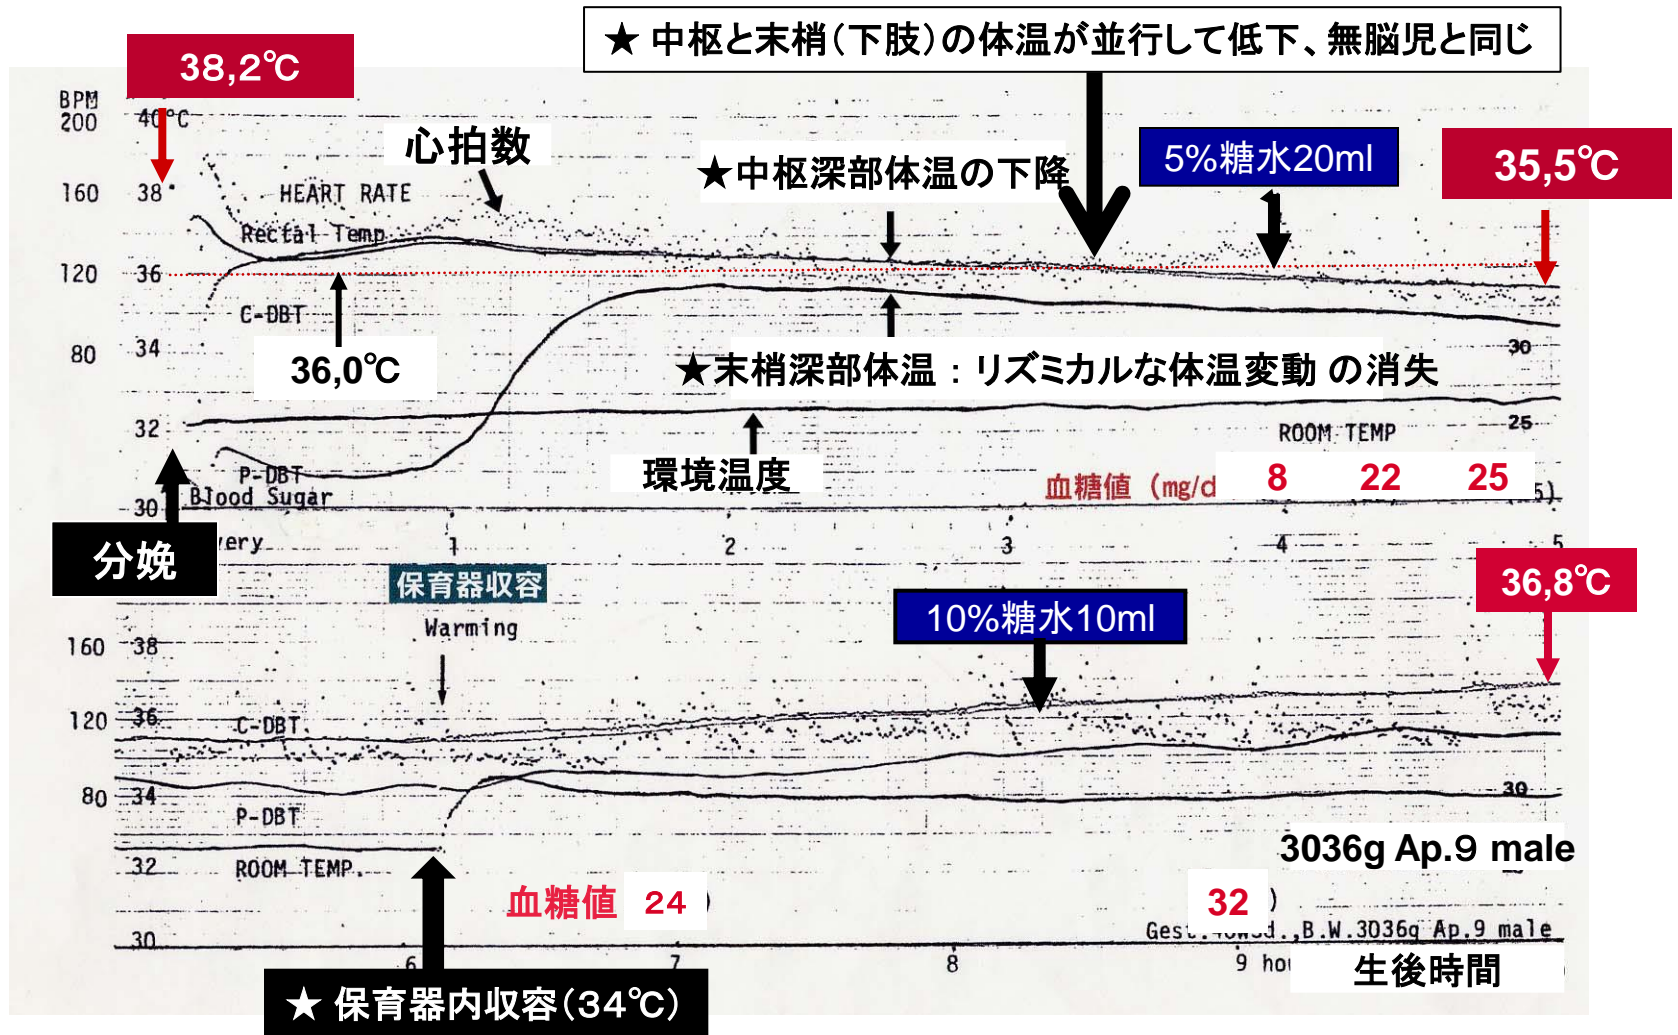 ★ 中枢と末梢（下肢）の体温が並行して低下、無脳児と同じ
38,2℃
BPM
200
40°C
心拍数
★中枢深部体温の下降
5%糖水20ml
35,5℃
160
38
HEART RATE
Rectal Temp
120
36
C-DBT
36,0℃
80
34
30
★末梢深部体温：リズミカルな体温変動 の消失
32
25
ROOM TEMP
環境温度
P-DBT
Blood Sugar
血糖値 (mg/d
8
22
25
5)
30
分娩
very
1
2
3
4
5
保育器収容
Warming
10%糖水10ml
36,8℃
160
38
120
36
C-DBT.
80
34
30
P-DBT
3036g Ap.9 male
32
ROOM TEMP.
血糖値 24
)
32
)
30
B.W.3036g Ap.9 male
6
7
8
9 hou
生後時間
★ 保育器内収容（34℃）